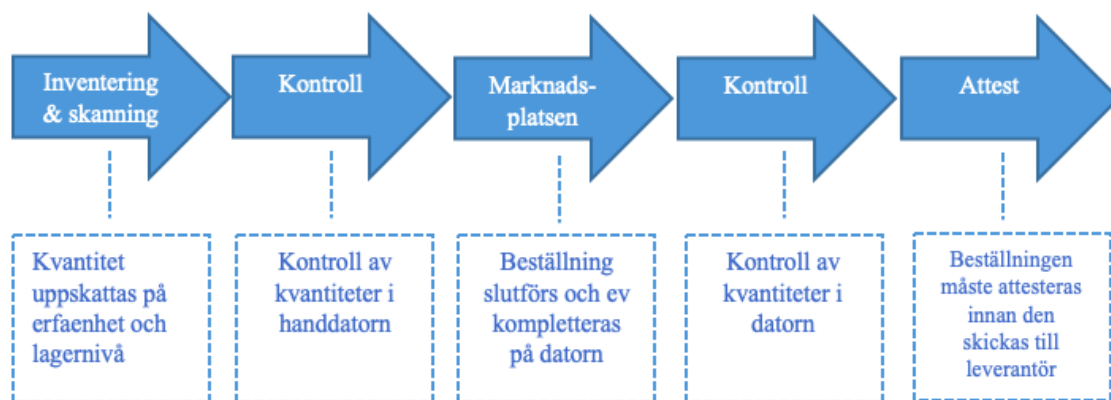 Inventering
& skanning
Kontroll
Marknads-
platsen
Kontroll
Attest
Kvantitet
uppskattas på
erfaenhet och
lagernivå
Kontroll av
kvantiteter i
handdatorn
Beställning
slutförs och ev
kompletteras
på datorn
Kontroll av
kvantiteter i
datorn
Beställningen
måste attesteras
innan den
skickas till
leverantör